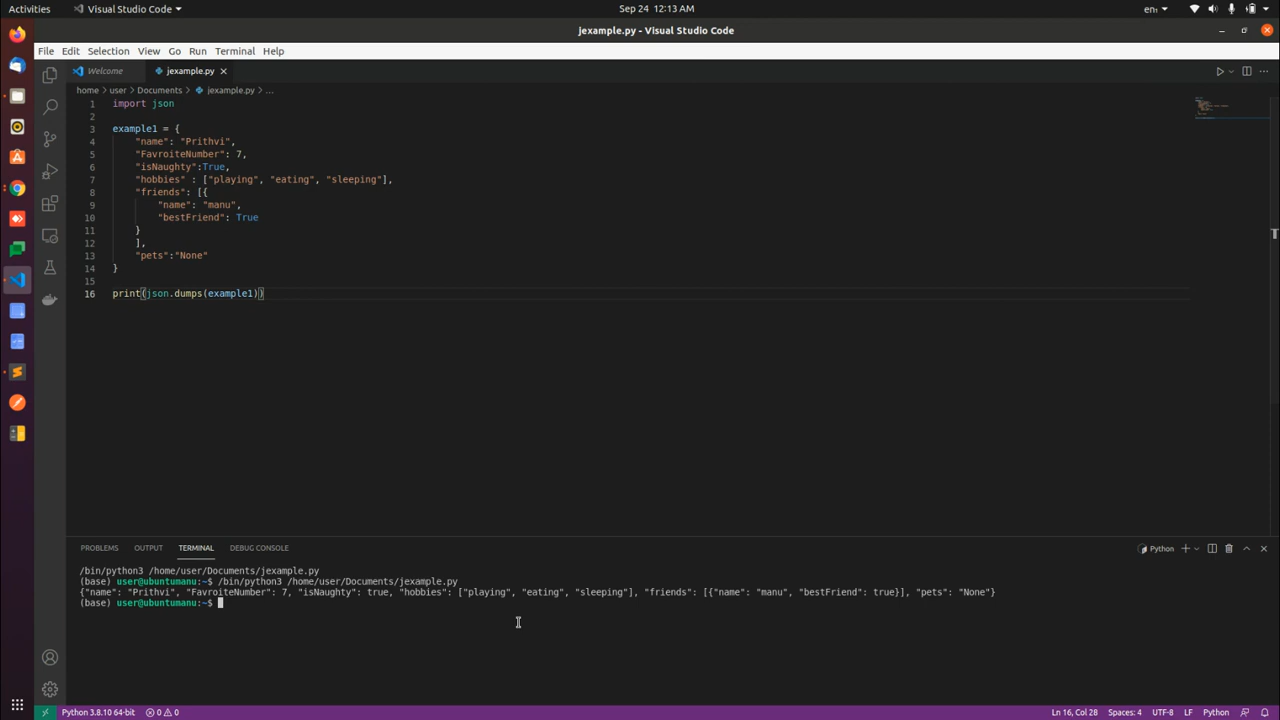 Activities Visual Studio Code Sep 24 12:13 AM en1
jexample.py - Visual Studio Code
File Edit Selection View Go Run Terminal Help
Welcome jexample.py
home > user > Documents > jexample.py > ...
1 import json
2
3 example1 = {
4 "name": "Prithvi",
5 "FavroiteNumber": 7,
6 "isNaughty":True,
7 "hobbies" : ["playing", "eating", "sleeping"],
8 "friends": [{
9 "name": "manu",
10 "bestFriend": True
11 }
12 ],
13 "pets":"None"
14 }
15
16 print(json.dumps(example1))
PROBLEMS OUTPUT TERMINAL DEBUG CONSOLE Python
/bin/python3 /home/user/Documents/jexample.py
(base) user@ubuntumanu:~$ /bin/python3 /home/user/Documents/jexample.py
{"name": "Prithvi", "FavroiteNumber": 7, "isNaughty": true, "hobbies": ["playing", "eating", "sleeping"], "friends": [{"name": "manu", "bestFriend": true}], "pets": "None"}
(base) user@ubuntumanu:~$
Python 3.8.10 64-bit 0 0 Ln 16, Col 28 Spaces: 4 UTF-8 LF Python